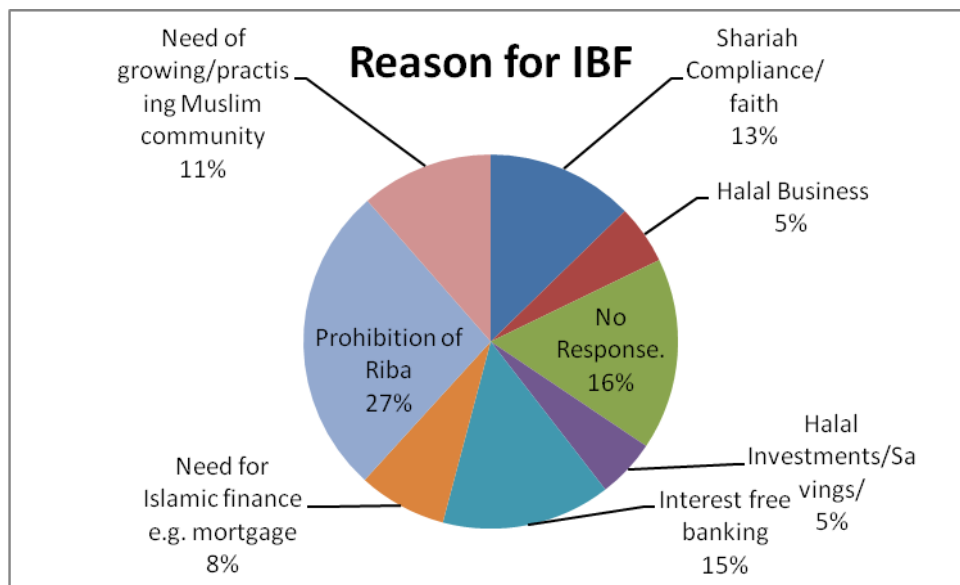 Reason for IBF
Need of
growing/practis
ing Muslim
community
11%
Shariah
Compliance/
faith
13%
Halal Business
5%
No
Response.
16%
Prohibition of
Riba
27%
Halal
Investments/Sa
vings/
5%
Interest free
banking
15%
Need for
Islamic finance
e.g. mortgage
8%